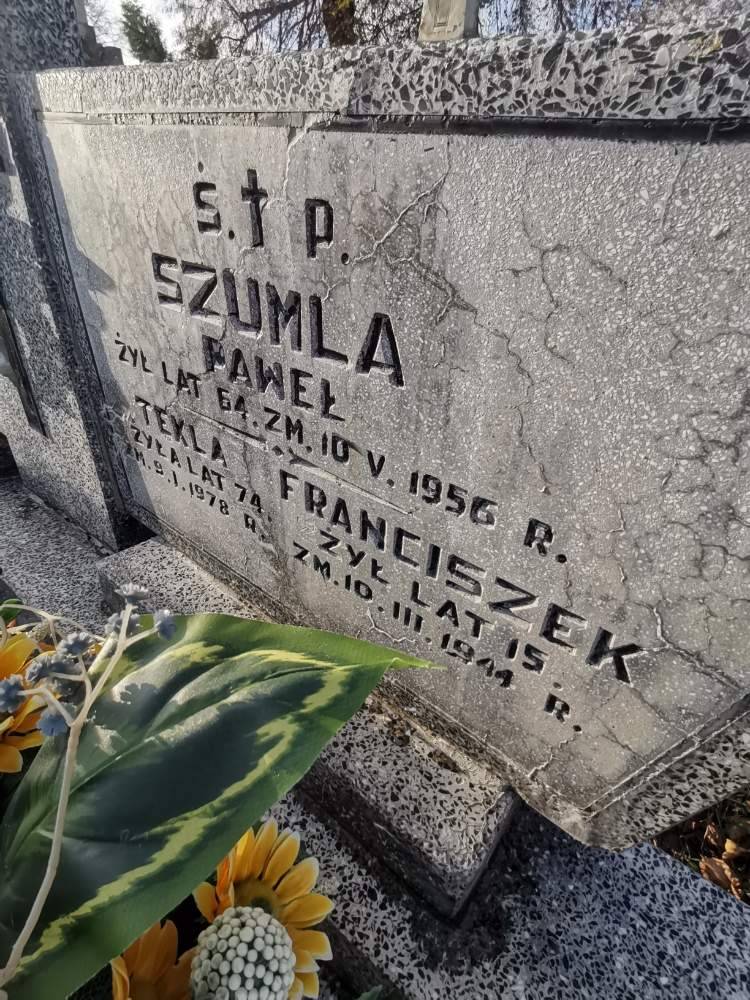 Ś.†P.
SZUMLA
PAWEŁ
ŻYŁ LAT 64. ZM. 10 V. 1956 R.
TEKLA
ŻYŁA LAT 74.
ZM. 9. I. 1978 R.
FRANCISZEK
ŻYŁ LAT 15.
ZM. 10. III. 1944 R.